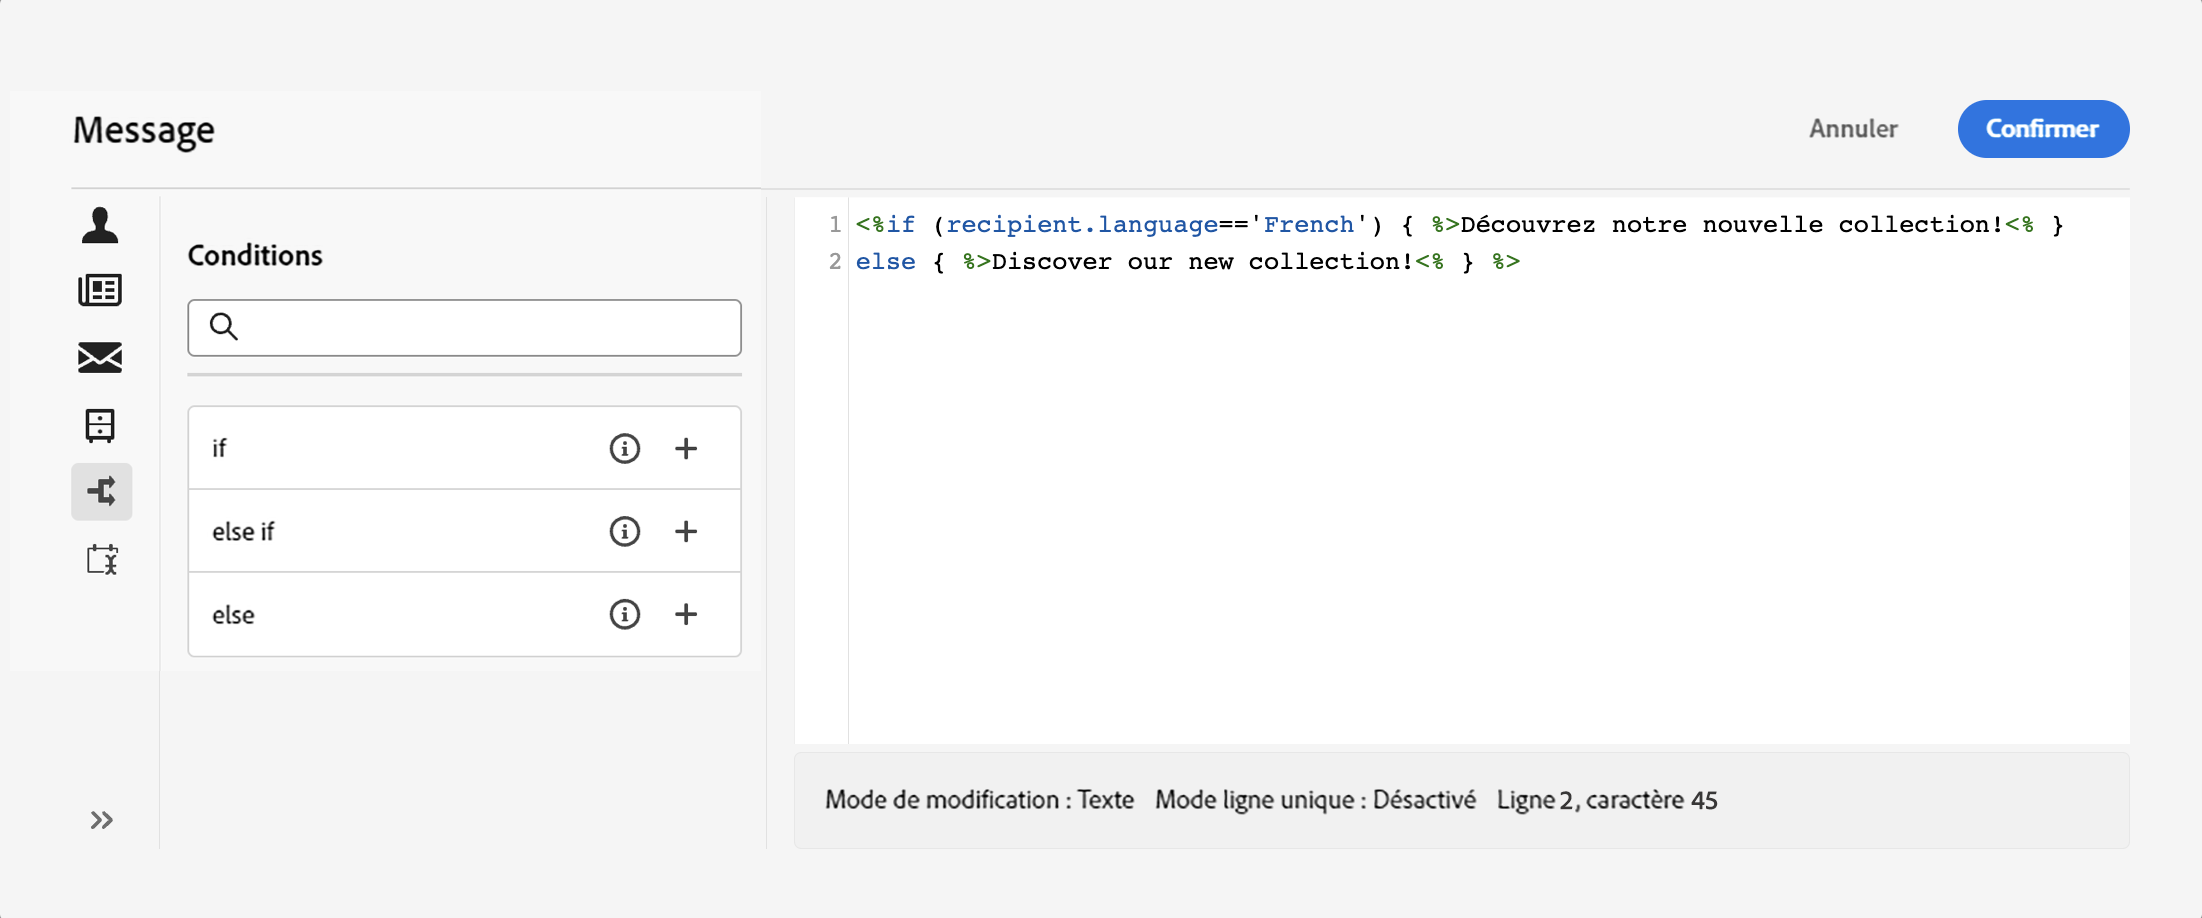 Message
Annuler
Confirmer
Conditions
if
else if
else
1 <%if (recipient.language=='French') { %>Découvrez notre nouvelle collection!<% }
2 else { %>Discover our new collection!<% } %>
Mode de modification : Texte Mode ligne unique : Désactivé Ligne 2, caractère 45